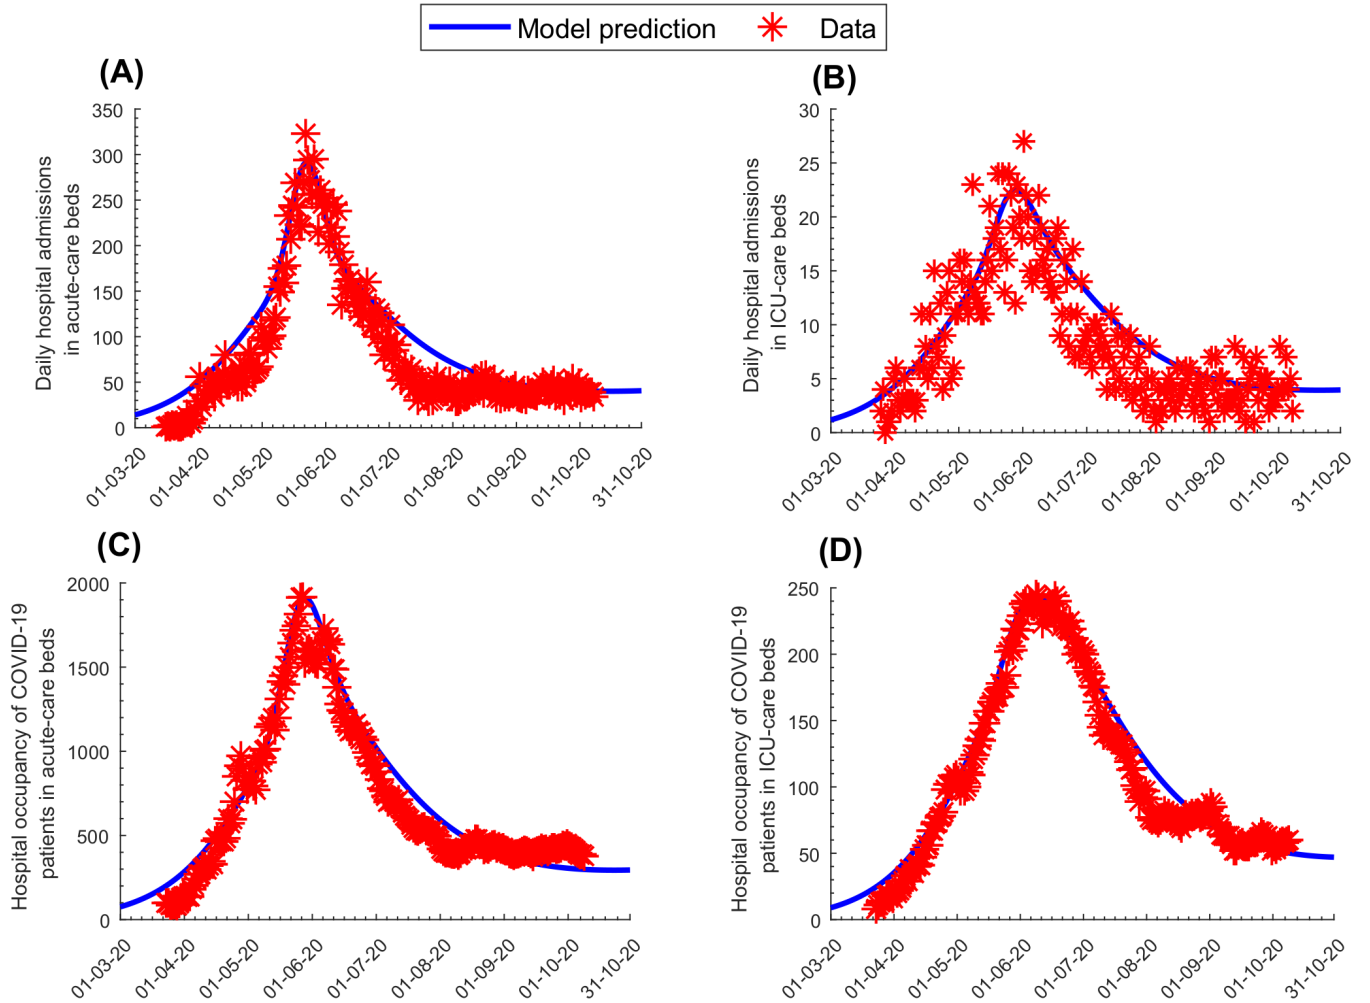 Model prediction Data
(A)
Daily hospital admissions
in acute-care beds
350
300
250
200
150
100
50
0
01-03-20 01-04-20 01-05-20 01-06-20 01-07-20 01-08-20 01-09-20 01-10-20 31-10-20
(B)
Daily hospital admissions
in ICU-care beds
30
25
20
15
10
5
0
01-03-20 01-04-20 01-05-20 01-06-20 01-07-20 01-08-20 01-09-20 01-10-20 31-10-20
(C)
Hospital occupancy of COVID-19
patients in acute-care beds
2000
1500
1000
500
0
01-03-20 01-04-20 01-05-20 01-06-20 01-07-20 01-08-20 01-09-20 01-10-20 31-10-20
(D)
Hospital occupancy of COVID-19
patients in ICU-care beds
250
200
150
100
50
0
01-03-20 01-04-20 01-05-20 01-06-20 01-07-20 01-08-20 01-09-20 01-10-20 31-10-20